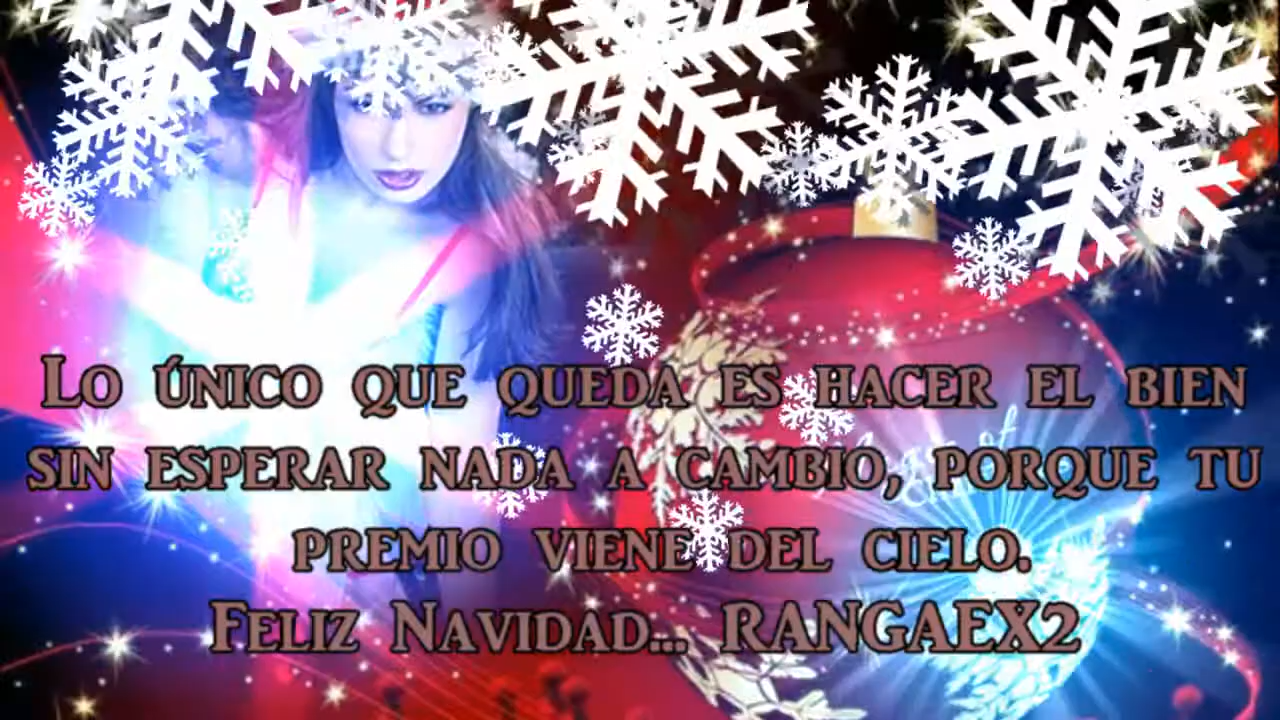 Lo único que queda es hacer el bien
sin esperar nada a cambio, porque tu
premio viene del cielo.
Feliz Navidad... RANGAEX2